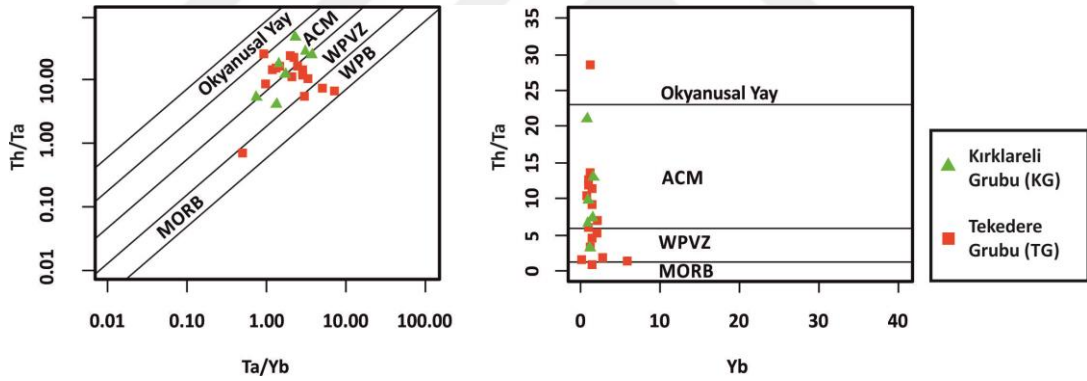 Th/Ta
10.00
1.00
0.10
0.01
Okyanusal Yay
ACM
WPVZ
WPB
MORB
0.01 0.10 1.00 10.00 100.00
Ta/Yb
Th/Ta
35
30
25
20
15
10
5
0
Okyanusal Yay
ACM
WPVZ
MORB
0 10 20 30 40
Yb
Kırklareli
Grubu (KG)
Tekedere
Grubu (TG)